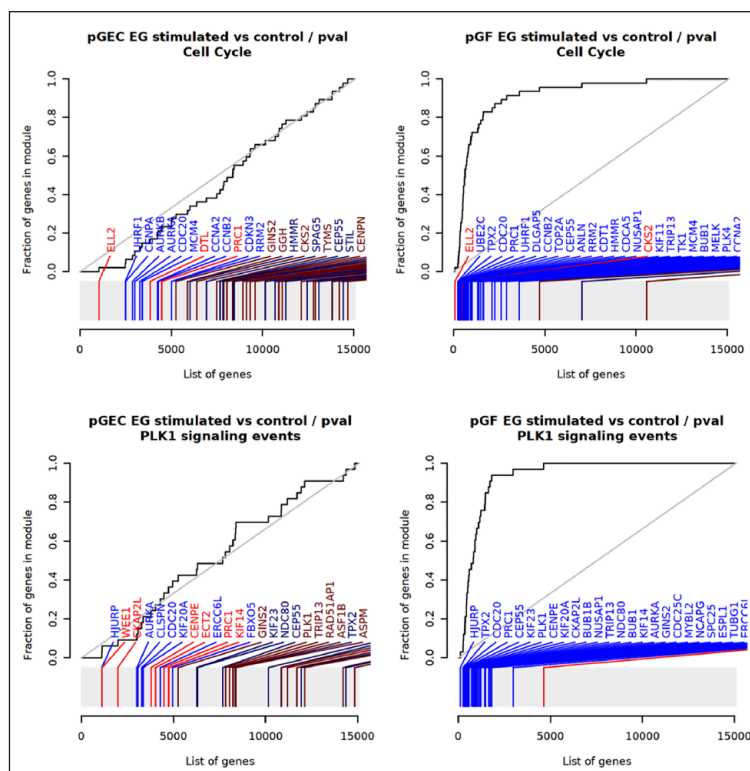 pGEC EG stimulated vs control / pval
Cell Cycle
Fraction of genes in module
1.0
0.8
0.6
0.4
0.2
0.0
ELL2
UHRF1
CENPA
AURKB
AURKA
CDC20
MCM4
DTL
CCNA2
CCNB2
PRC1
CDKN3
RRM2
GINS2
GGH
HMMR
CKS2
SPAG5
TYMS
CEP55
STIL
CENPN
0
5000
10000
15000
List of genes
pGF EG stimulated vs control / pval
Cell Cycle
Fraction of genes in module
1.0
0.8
0.6
0.4
0.2
0.0
ELL2
UBE2C
TPX2
CDC20
PRC1
UHRF1
DLGAP5
CCNB2
TOP2A
CEP55
ANLN
RRM2
CDT1
HMMR
CDCA5
NUSAP1
CKS2
KIF11
TRIP13
TK1
MCM4
BUB1
MELK
PLK4
CCNA2
0
5000
10000
15000
List of genes
pGEC EG stimulated vs control / pval
PLK1 signaling events
Fraction of genes in module
1.0
0.8
0.6
0.4
0.2
0.0
HJURP
WEE1
CKAP2L
AURKA
CLSPN
CDC20
KIF20A
CENPE
ECT2
ERCC6L
PRC1
KIF14
SGO5
GINS2
KIF23
NDC80
CEP55
PLK1
TRIP13
RAD51AP1
ASF1B
TPX2
ASPM
0
5000
10000
15000
List of genes
pGF EG stimulated vs control / pval
PLK1 signaling events
Fraction of genes in module
1.0
0.8
0.6
0.4
0.2
0.0
HJURP
TPX2
CDC20
PRC1
CEP55
KIF23
PLK1
CENPE
KIF20A
CKAP2L
BUB1B
NUSAP1
TRIP13
NDC80
BUB1
KIF14
AURKA
GINS2
CDC25C
MYBL2
NCAPG
SPC25
ESPL1
TUBG1
ERCC6L
0
5000
10000
15000
List of genes